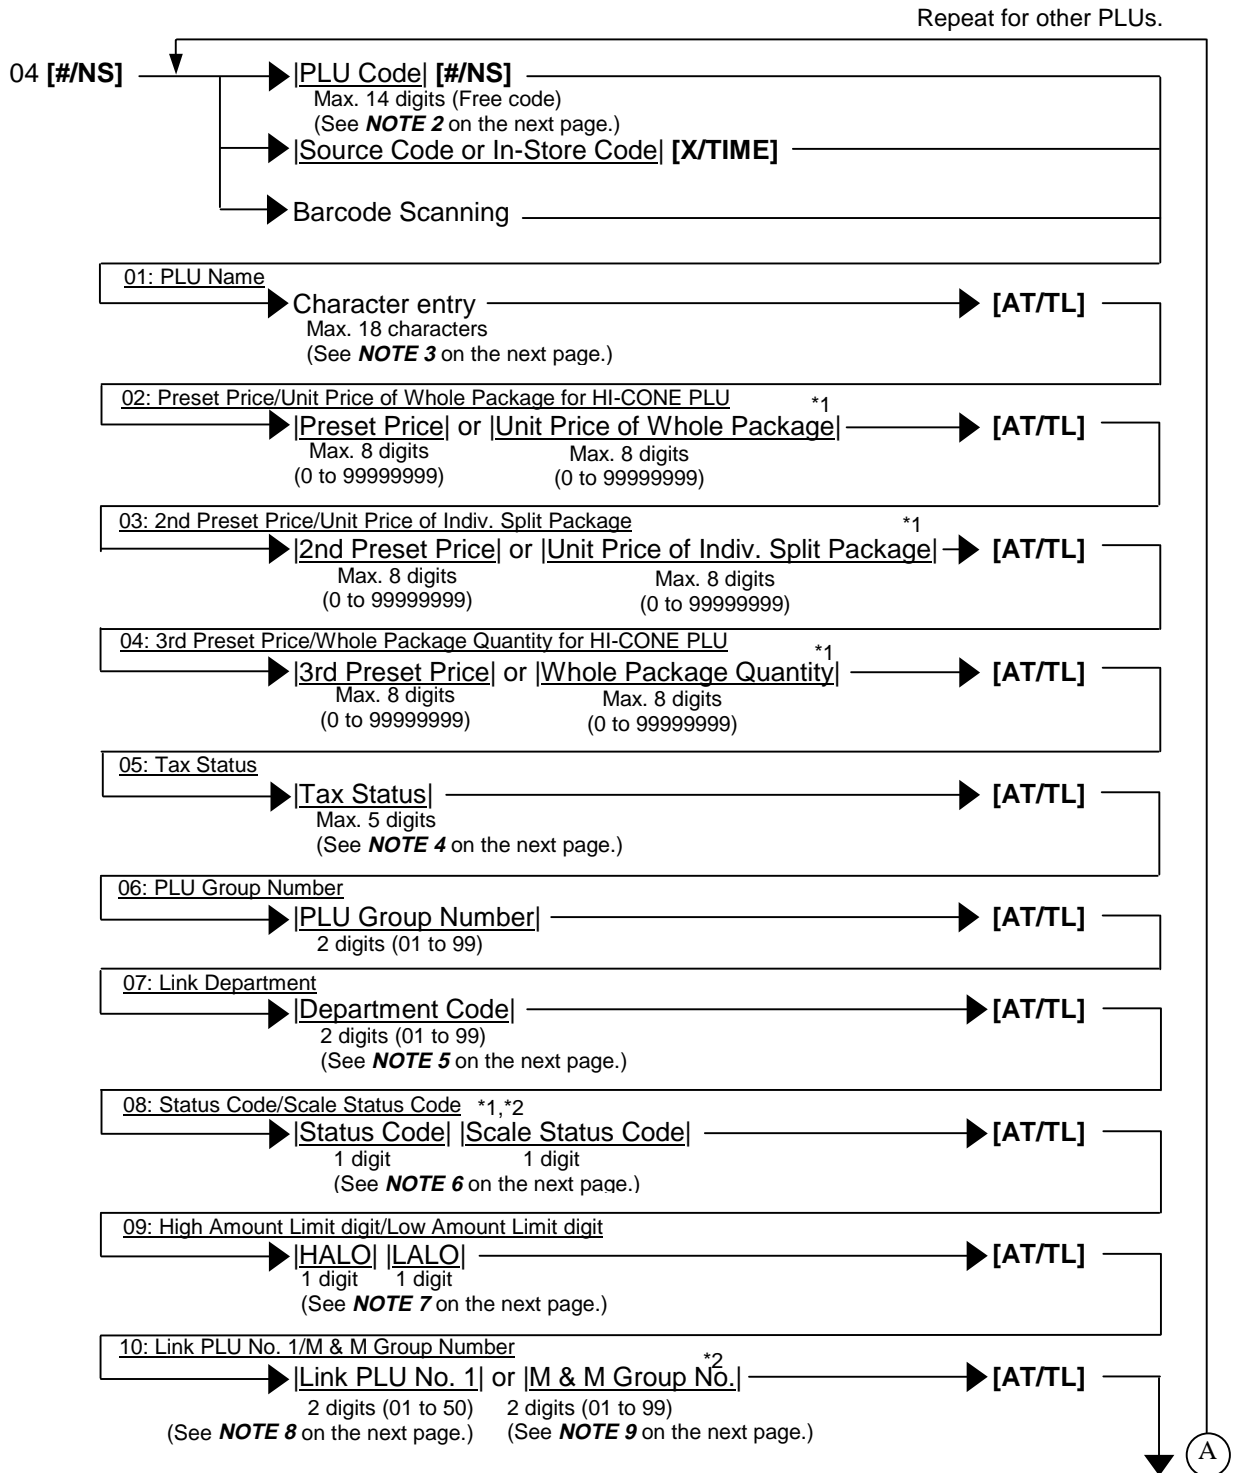 Repeat for other PLUs.
04 [#/NS] |PLU Code| [#/NS]
Max. 14 digits (Free code)
(See NOTE 2 on the next page.)
|Source Code or In-Store Code| [X/TIME]
Barcode Scanning
01: PLU Name
Character entry [AT/TL]
Max. 18 characters
(See NOTE 3 on the next page.)
02: Preset Price/Unit Price of Whole Package for HI-CONE PLU *1
|Preset Price| or |Unit Price of Whole Package| [AT/TL]
Max. 8 digits Max. 8 digits
(0 to 99999999) (0 to 99999999)
03: 2nd Preset Price/Unit Price of Indiv. Split Package *1
|2nd Preset Price| or |Unit Price of Indiv. Split Package| [AT/TL]
Max. 8 digits Max. 8 digits
(0 to 99999999) (0 to 99999999)
04: 3rd Preset Price/Whole Package Quantity for HI-CONE PLU *1
|3rd Preset Price| or |Whole Package Quantity| [AT/TL]
Max. 8 digits Max. 8 digits
(0 to 99999999) (0 to 99999999)
05: Tax Status
|Tax Status| [AT/TL]
Max. 5 digits
(See NOTE 4 on the next page.)
06: PLU Group Number
|PLU Group Number| [AT/TL]
2 digits (01 to 99)
07: Link Department
|Department Code| [AT/TL]
2 digits (01 to 99)
(See NOTE 5 on the next page.)
08: Status Code/Scale Status Code *1,*2
|Status Code| |Scale Status Code| [AT/TL]
1 digit 1 digit
(See NOTE 6 on the next page.)
09: High Amount Limit digit/Low Amount Limit digit
|HALO| |LALO| [AT/TL]
1 digit 1 digit
(See NOTE 7 on the next page.)
10: Link PLU No. 1/M & M Group Number *2
|Link PLU No. 1| or |M & M Group No.| [AT/TL]
2 digits (01 to 50) 2 digits (01 to 99)
(See NOTE 8 on the next page.) (See NOTE 9 on the next page.)
A